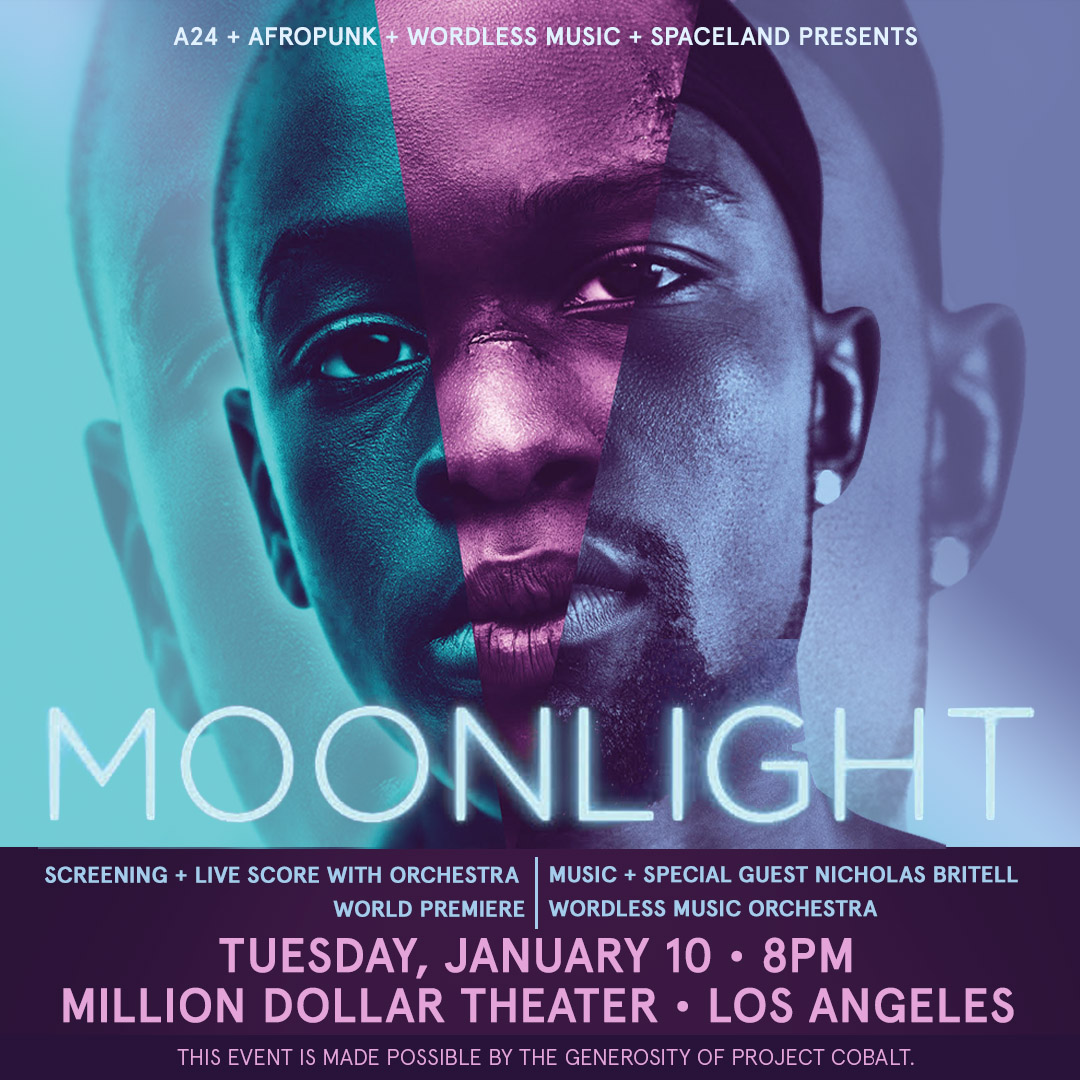 A24 + AFROPUNK + WORDLESS MUSIC + SPACELAND PRESENTS
MOONLIGHT
SCREENING + LIVE SCORE WITH ORCHESTRA
WORLD PREMIERE
MUSIC + SPECIAL GUEST NICHOLAS BRITELL
WORDLESS MUSIC ORCHESTRA
TUESDAY, JANUARY 10 • 8PM
MILLION DOLLAR THEATER • LOS ANGELES
THIS EVENT IS MADE POSSIBLE BY THE GENEROSITY OF PROJECT COBALT.